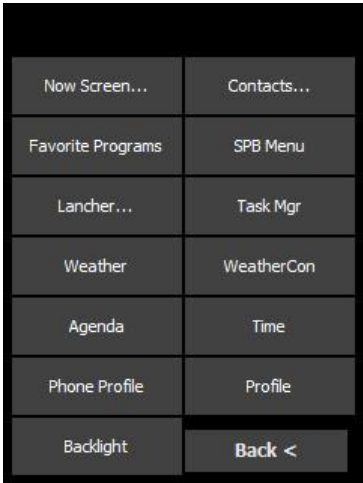 Now Screen...
Contacts...
Favorite Programs
SPB Menu
Lancher...
Task Mgr
Weather
WeatherCon
Agenda
Time
Phone Profile
Profile
Backlight
Back <